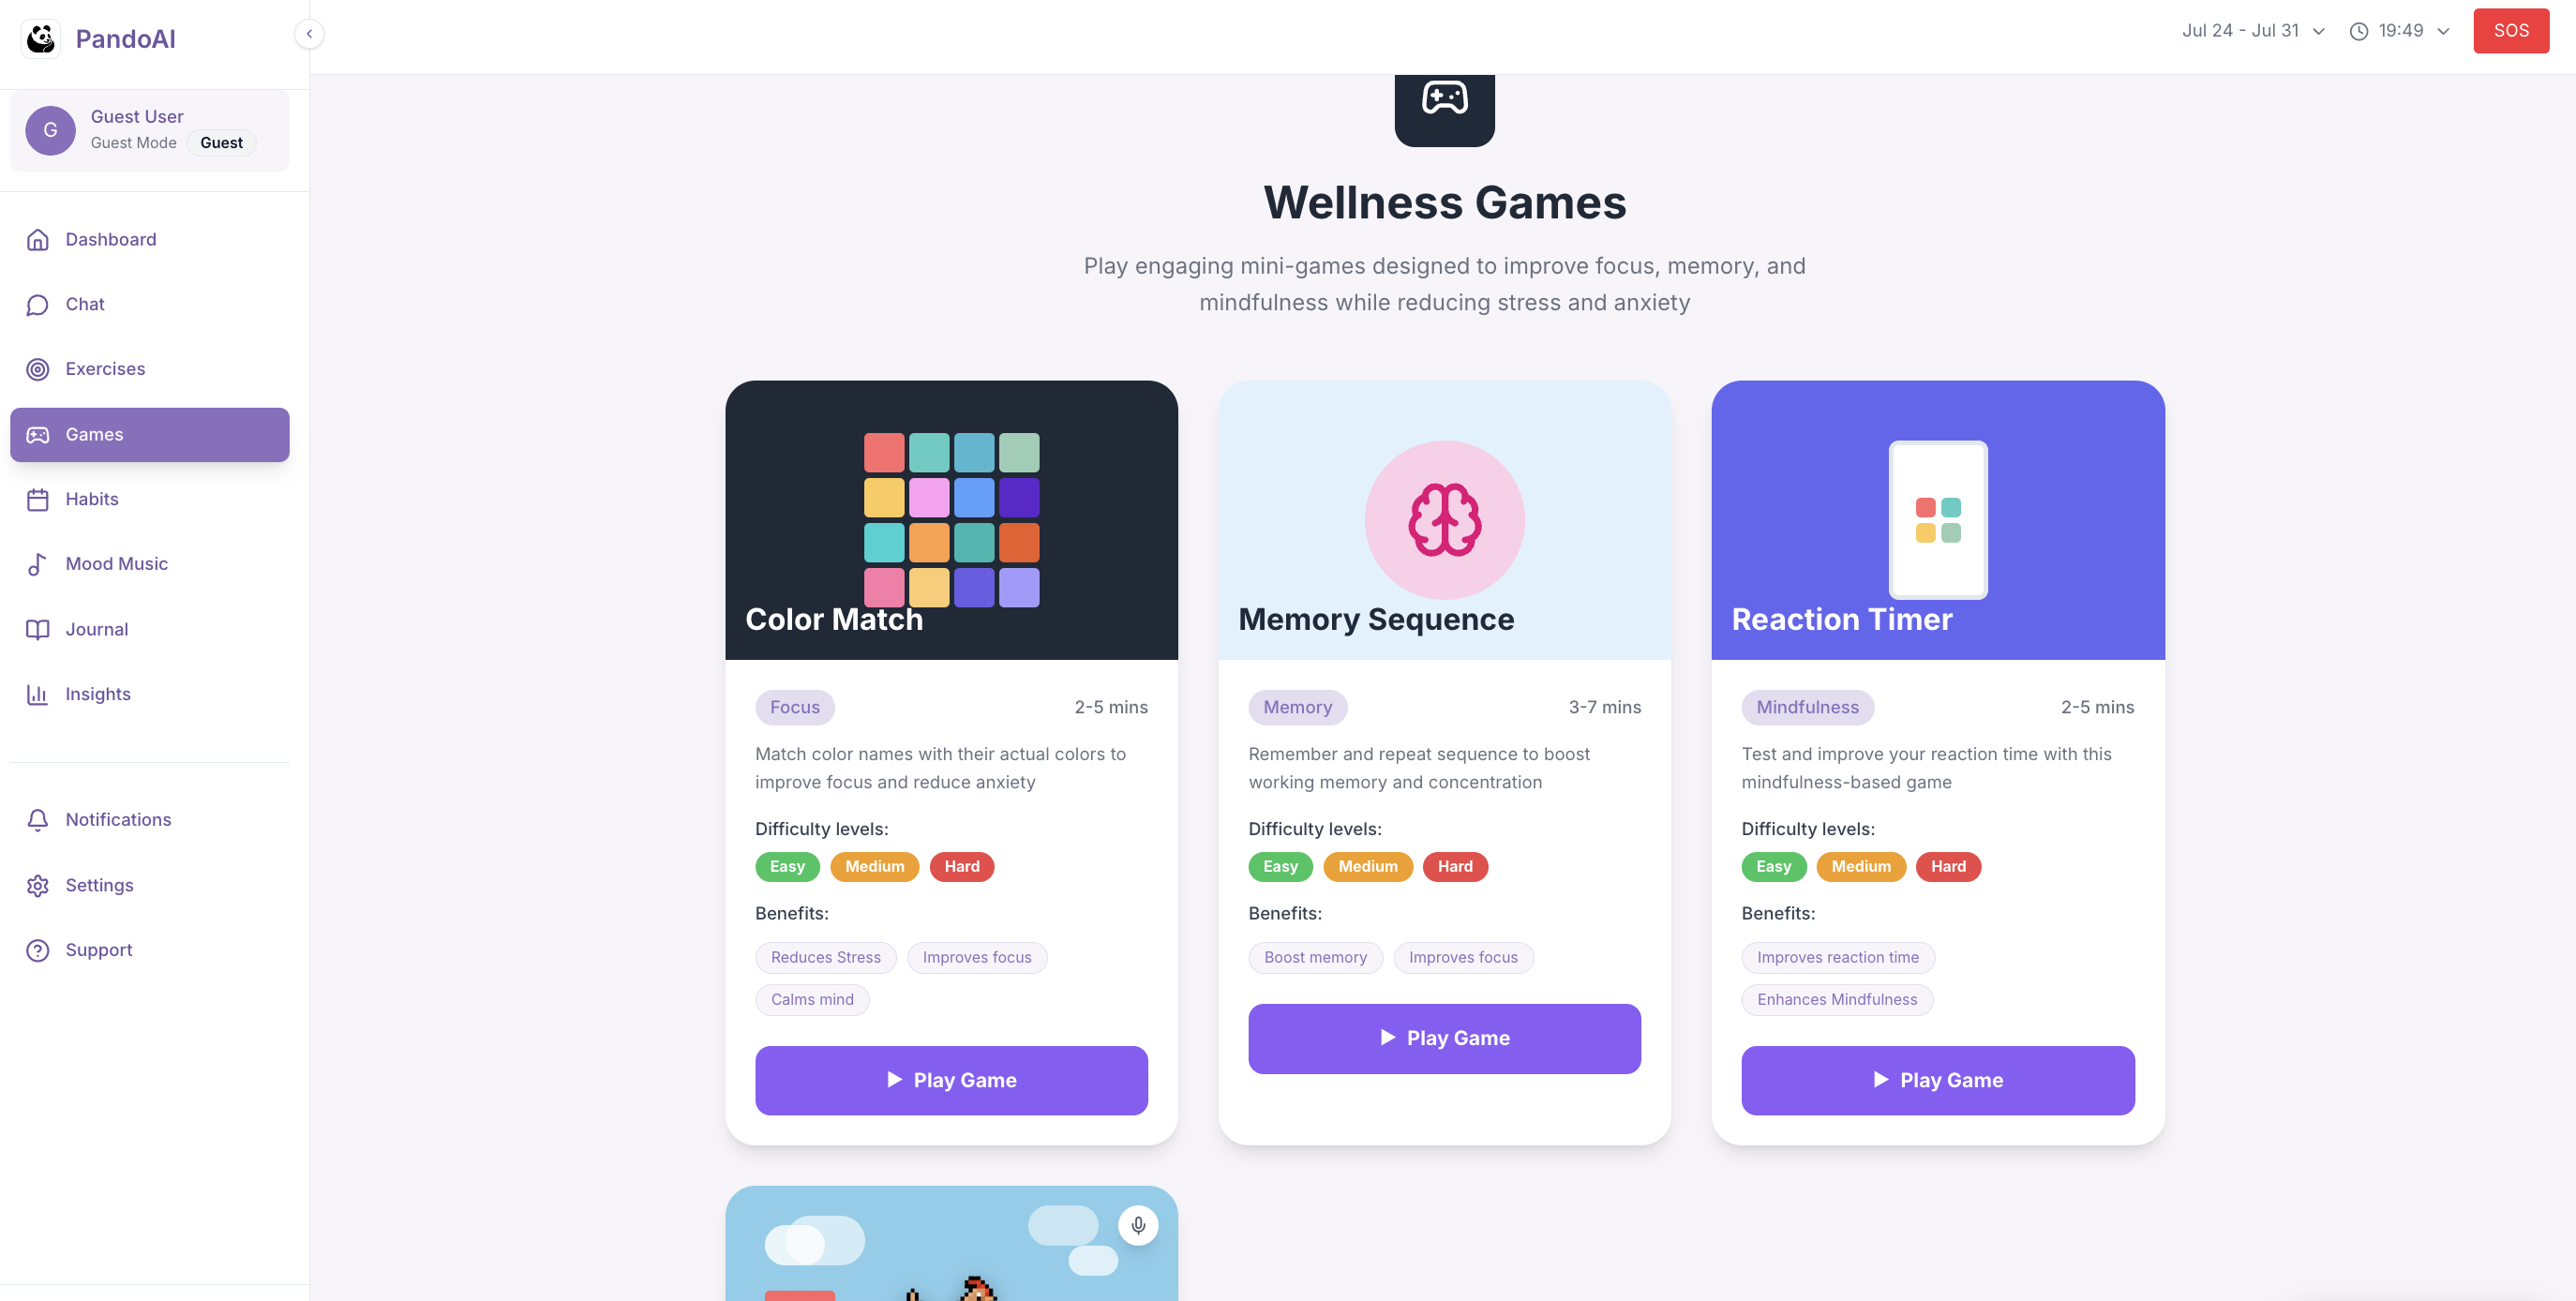 PandoAI
Jul 24 - Jul 31
19:49
SOS
G
Guest User
Guest Mode
Guest
Dashboard
Chat
Exercises
Games
Habits
Mood Music
Journal
Insights
Notifications
Settings
Support
Wellness Games
Play engaging mini-games designed to improve focus, memory, and
mindfulness while reducing stress and anxiety
Color Match
Focus
2-5 mins
Match color names with their actual colors to
improve focus and reduce anxiety
Difficulty levels:
Easy
Medium
Hard
Benefits:
Reduces Stress
Improves focus
Calms mind
Play Game
Memory Sequence
Memory
3-7 mins
Remember and repeat sequence to boost
working memory and concentration
Difficulty levels:
Easy
Medium
Hard
Benefits:
Boost memory
Improves focus
Play Game
Reaction Timer
Mindfulness
2-5 mins
Test and improve your reaction time with this
mindfulness-based game
Difficulty levels:
Easy
Medium
Hard
Benefits:
Improves reaction time
Enhances Mindfulness
Play Game